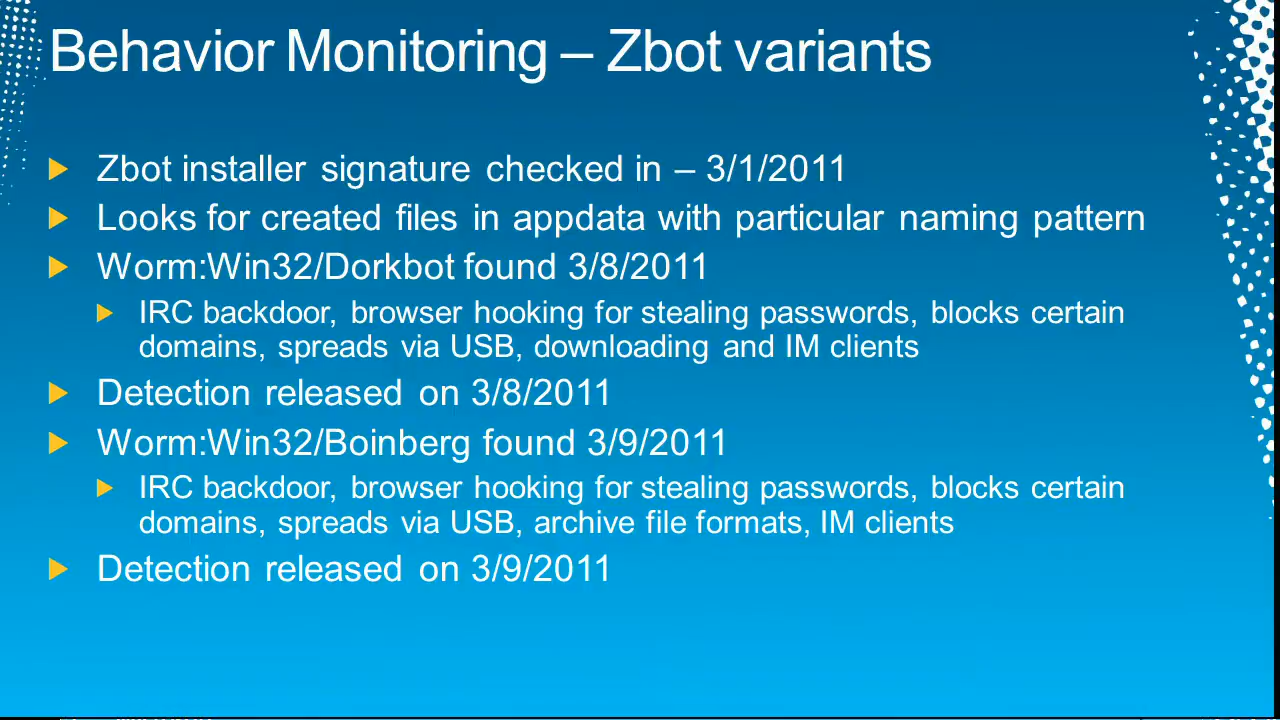 Behavior Monitoring – Zbot variants
Zbot installer signature checked in – 3/1/2011
Looks for created files in appdata with particular naming pattern
Worm:Win32/Dorkbot found 3/8/2011
IRC backdoor, browser hooking for stealing passwords, blocks certain
domains, spreads via USB, downloading and IM clients
Detection released on 3/8/2011
Worm:Win32/Boinberg found 3/9/2011
IRC backdoor, browser hooking for stealing passwords, blocks certain
domains, spreads via USB, archive file formats, IM clients
Detection released on 3/9/2011